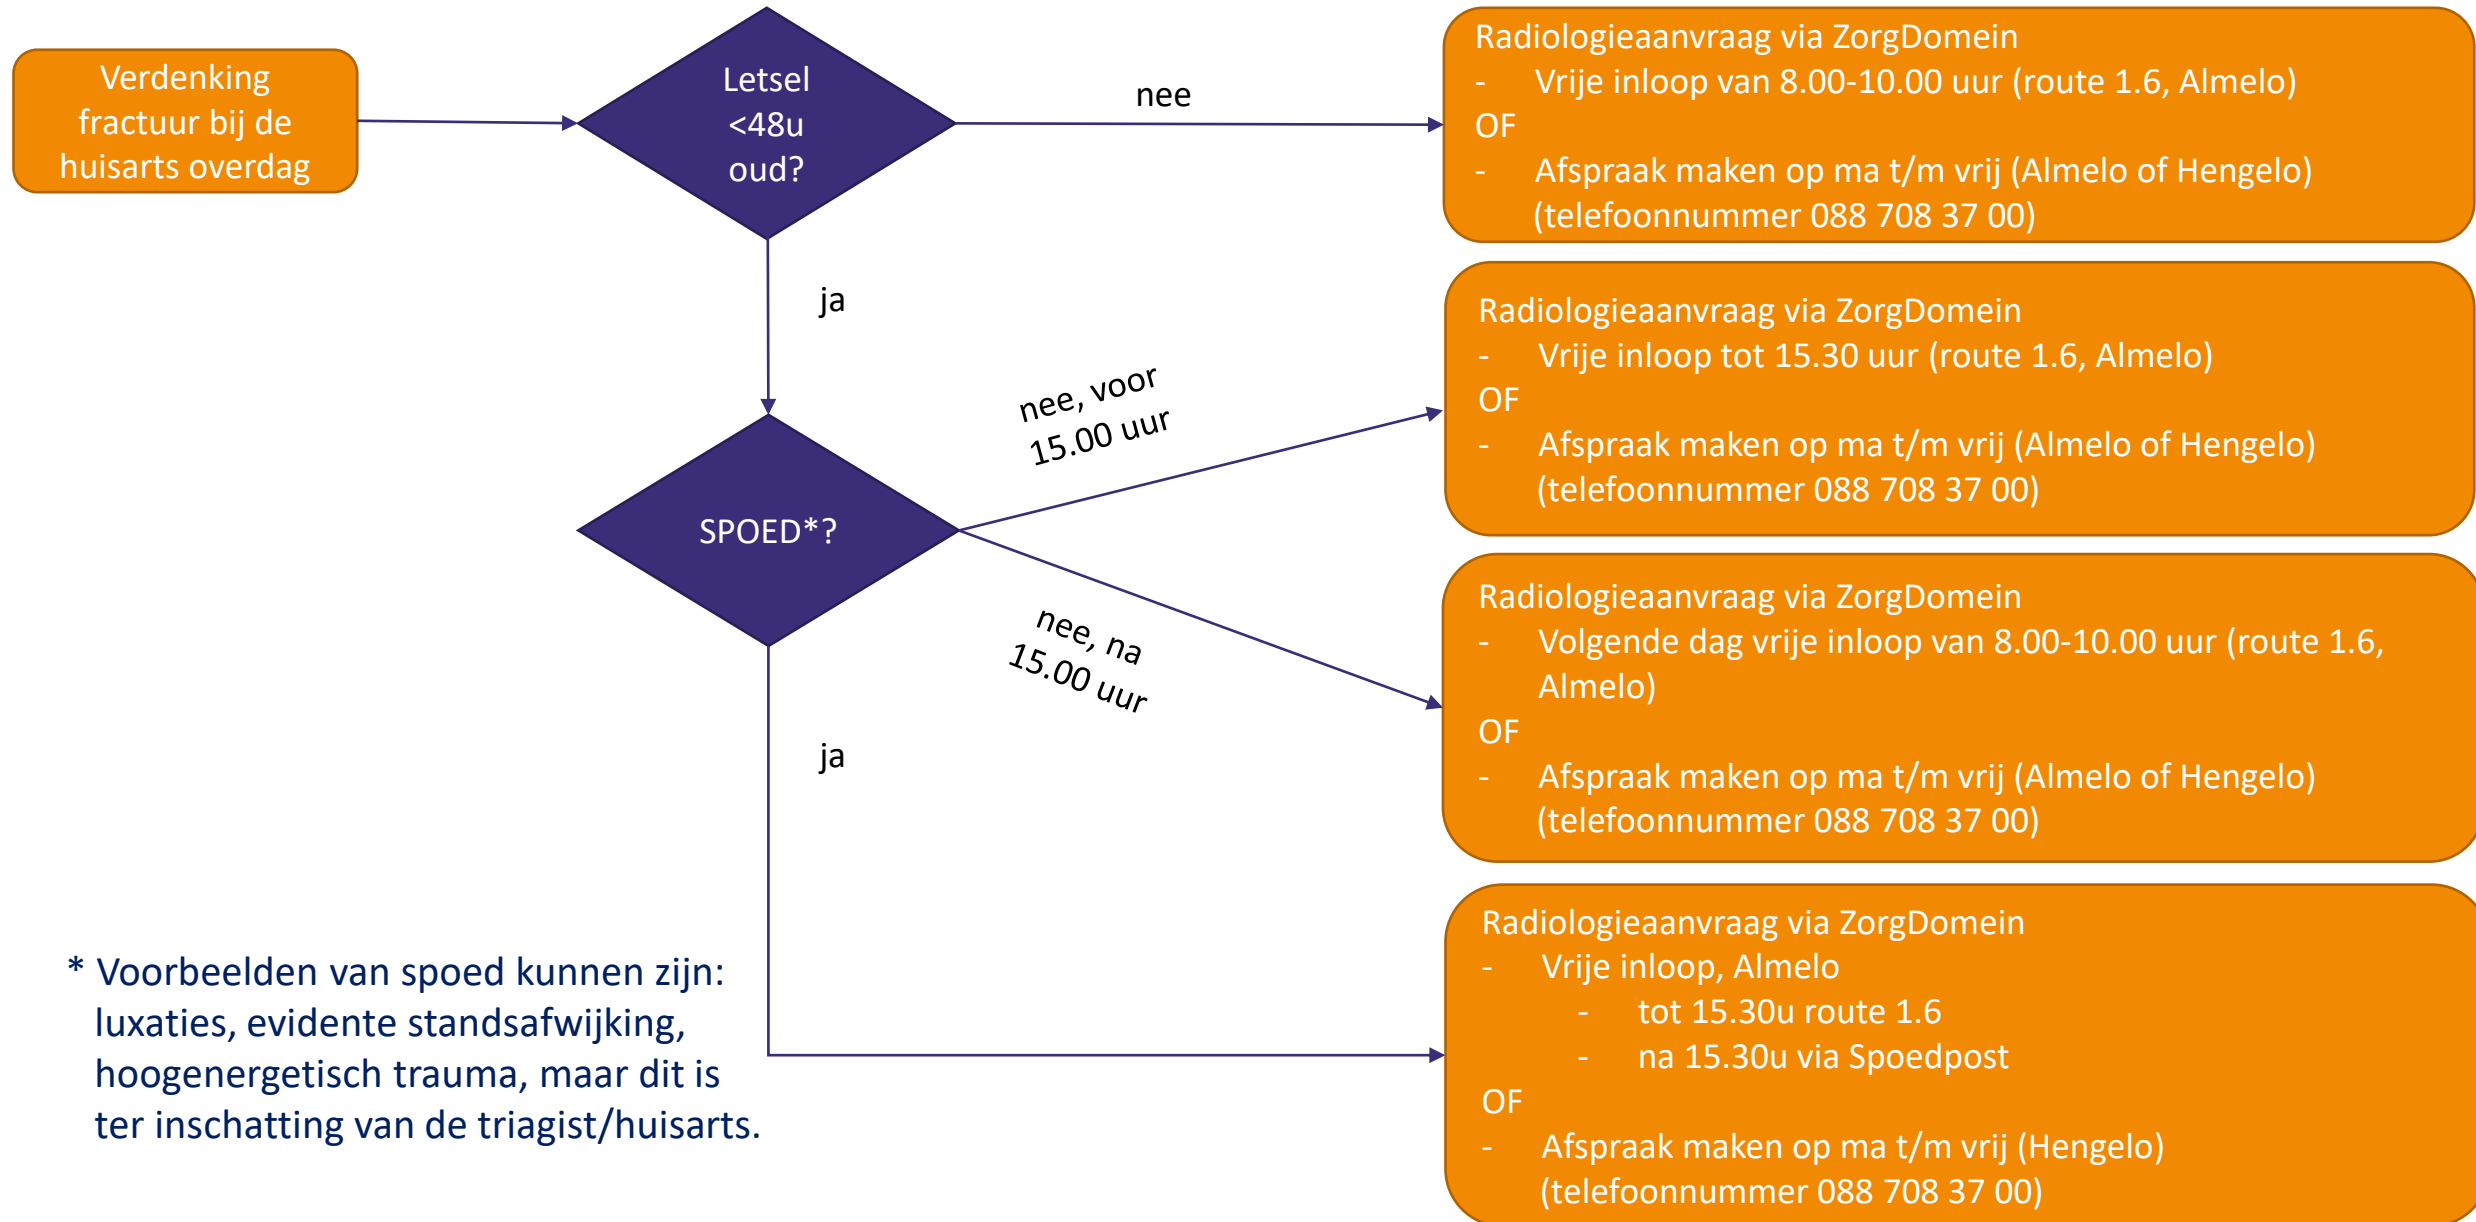 Verdenking
fractuur bij de
huisarts overdag
Letsel
<48u
oud?
nee
Radiologieaanvraag via ZorgDomein
- Vrije inloop van 8.00-10.00 uur (route 1.6, Almelo)
OF
- Afspraak maken op ma t/m vrij (Almelo of Hengelo)
(telefoonnummer 088 708 37 00)
ja
SPOED*?
nee, voor
15.00 uur
Radiologieaanvraag via ZorgDomein
- Vrije inloop tot 15.30 uur (route 1.6, Almelo)
OF
- Afspraak maken op ma t/m vrij (Almelo of Hengelo)
(telefoonnummer 088 708 37 00)
nee, na
15.00 uur
Radiologieaanvraag via ZorgDomein
- Volgende dag vrije inloop van 8.00-10.00 uur (route 1.6,
Almelo)
OF
- Afspraak maken op ma t/m vrij (Almelo of Hengelo)
(telefoonnummer 088 708 37 00)
ja
Radiologieaanvraag via ZorgDomein
- Vrije inloop, Almelo
- tot 15.30u route 1.6
- na 15.30u via Spoedpost
OF
- Afspraak maken op ma t/m vrij (Hengelo)
(telefoonnummer 088 708 37 00)
* Voorbeelden van spoed kunnen zijn:
luxaties, evidente standsafwijking,
hoogenergetisch trauma, maar dit is
ter inschatting van de triagist/huisarts.